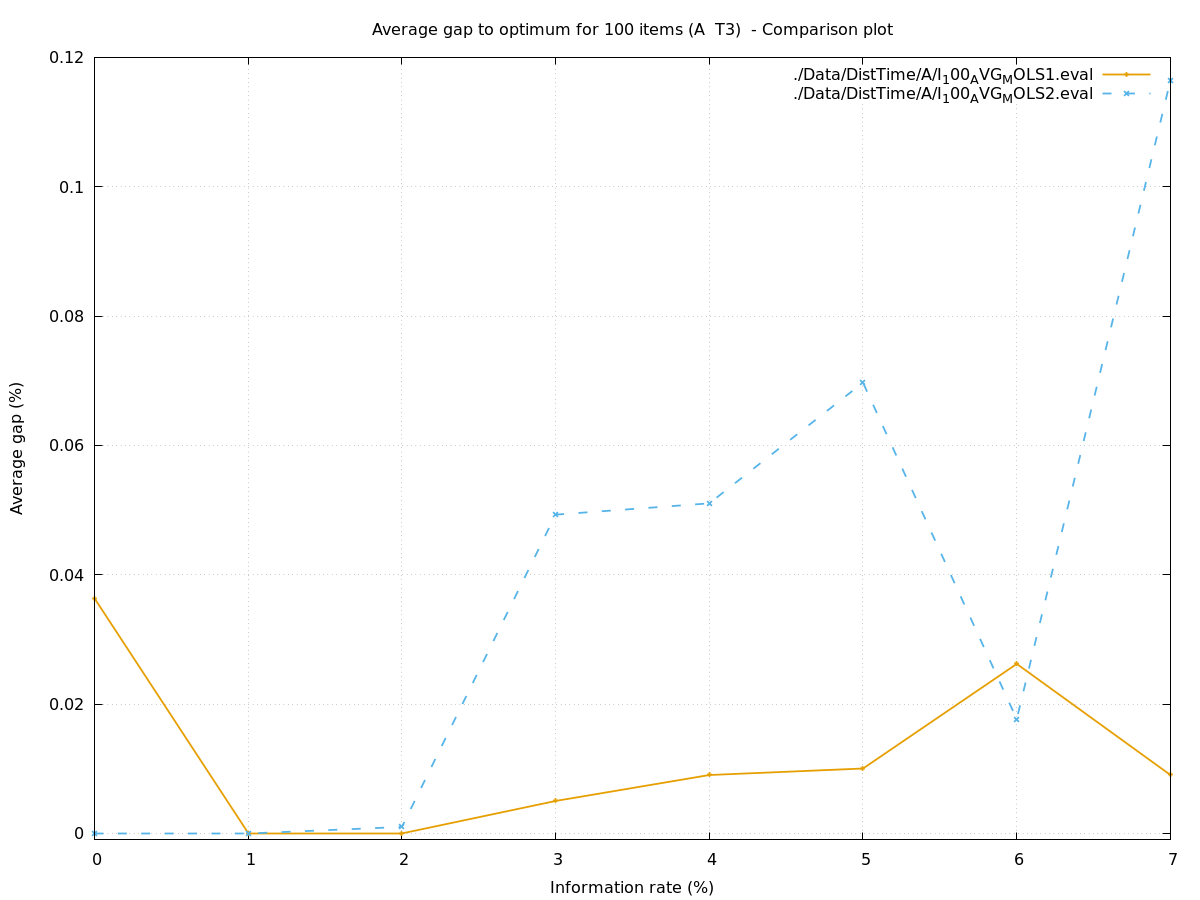 Average gap to optimum for 100 items (A  T3)  - Comparison plot
./Data/DistTime/A/I₁00_AVG_MOLS1.eval
./Data/DistTime/A/I₁00_AVG_MOLS2.eval
0.12
0.1
0.08
0.06
0.04
0.02
0
Average gap (%)
0 1 2 3 4 5 6 7
Information rate (%)